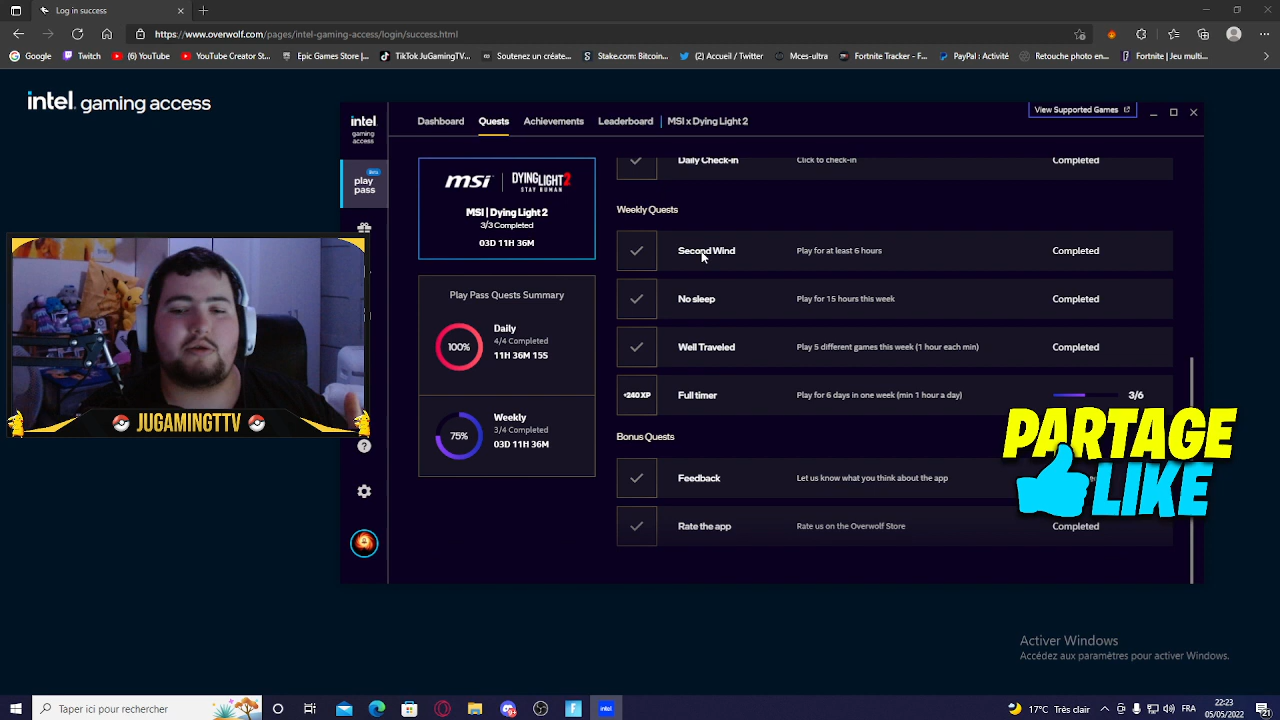 Log in success
https://www.overwolf.com/pages/intel-gaming-access/login/success.html
Google
Twitch
(6) YouTube
YouTube Creator St...
Epic Games Store |...
TikTok JuGamingTV...
Soutenez un create...
Stake.com: Bitcoin...
(2) Accueil / Twitter
Mces-ultra
Fortnite Tracker - F...
PayPal : Activité
Boutique - nrjshop
Fortnite | Jeu multi...
intel. gaming access
intel.
gaming
access
Dashboard
Quests
Achievements
Leaderboard
MSI x Dying Light 2
View Supported Games
Beta
play
pass
msi
DYINGLIGHT2
STAY HUMAN
MSI | Dying Light 2
3/3 Completed
03D 11H 36M
Play Pass Quests Summary
100%
Daily
4/4 Completed
11H 36M 15S
75%
Weekly
3/4 Completed
03D 11H 36M
Daily Check-in
Click to check-in
Completed
Weekly Quests
Second Wind
Play for at least 6 hours
Completed
No sleep
Play for 15 hours this week
Completed
Well Traveled
Play 5 different games this week (1 hour each min)
Completed
+240 XP
Full timer
Play for 6 days in one week (min 1 hour a day)
3/6
Bonus Quests
Feedback
Let us know what you think about the app
Rate the app
Rate us on the Overwolf Store
Completed
JUGAMINGTTV
PARTAGE
LIKE
Activer Windows
Accédez aux paramètres pour activer Windows.
Taper ici pour rechercher
intel
17°C Très clair
FRA
22:23
05/05/2022